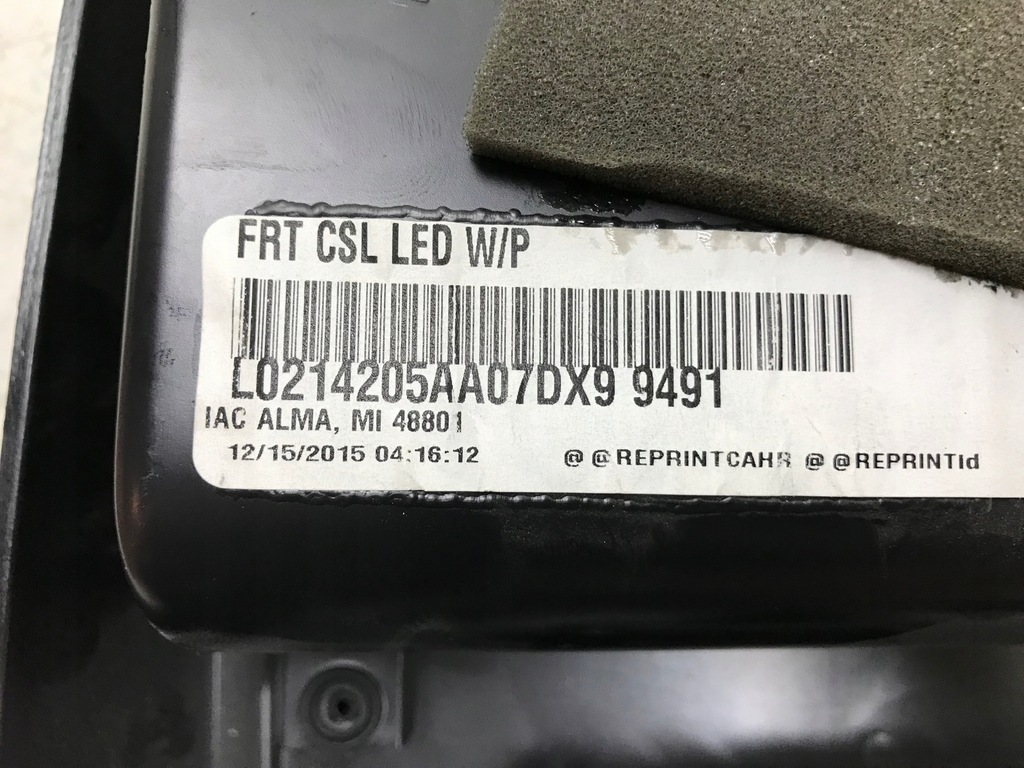 FRT CSL LED W/P
L0214205AA07DX9 9491
IAC ALMA, MI 48801
12/15/2015 04:16:12 @ @REPRINTCAHR @ @REPRINTid